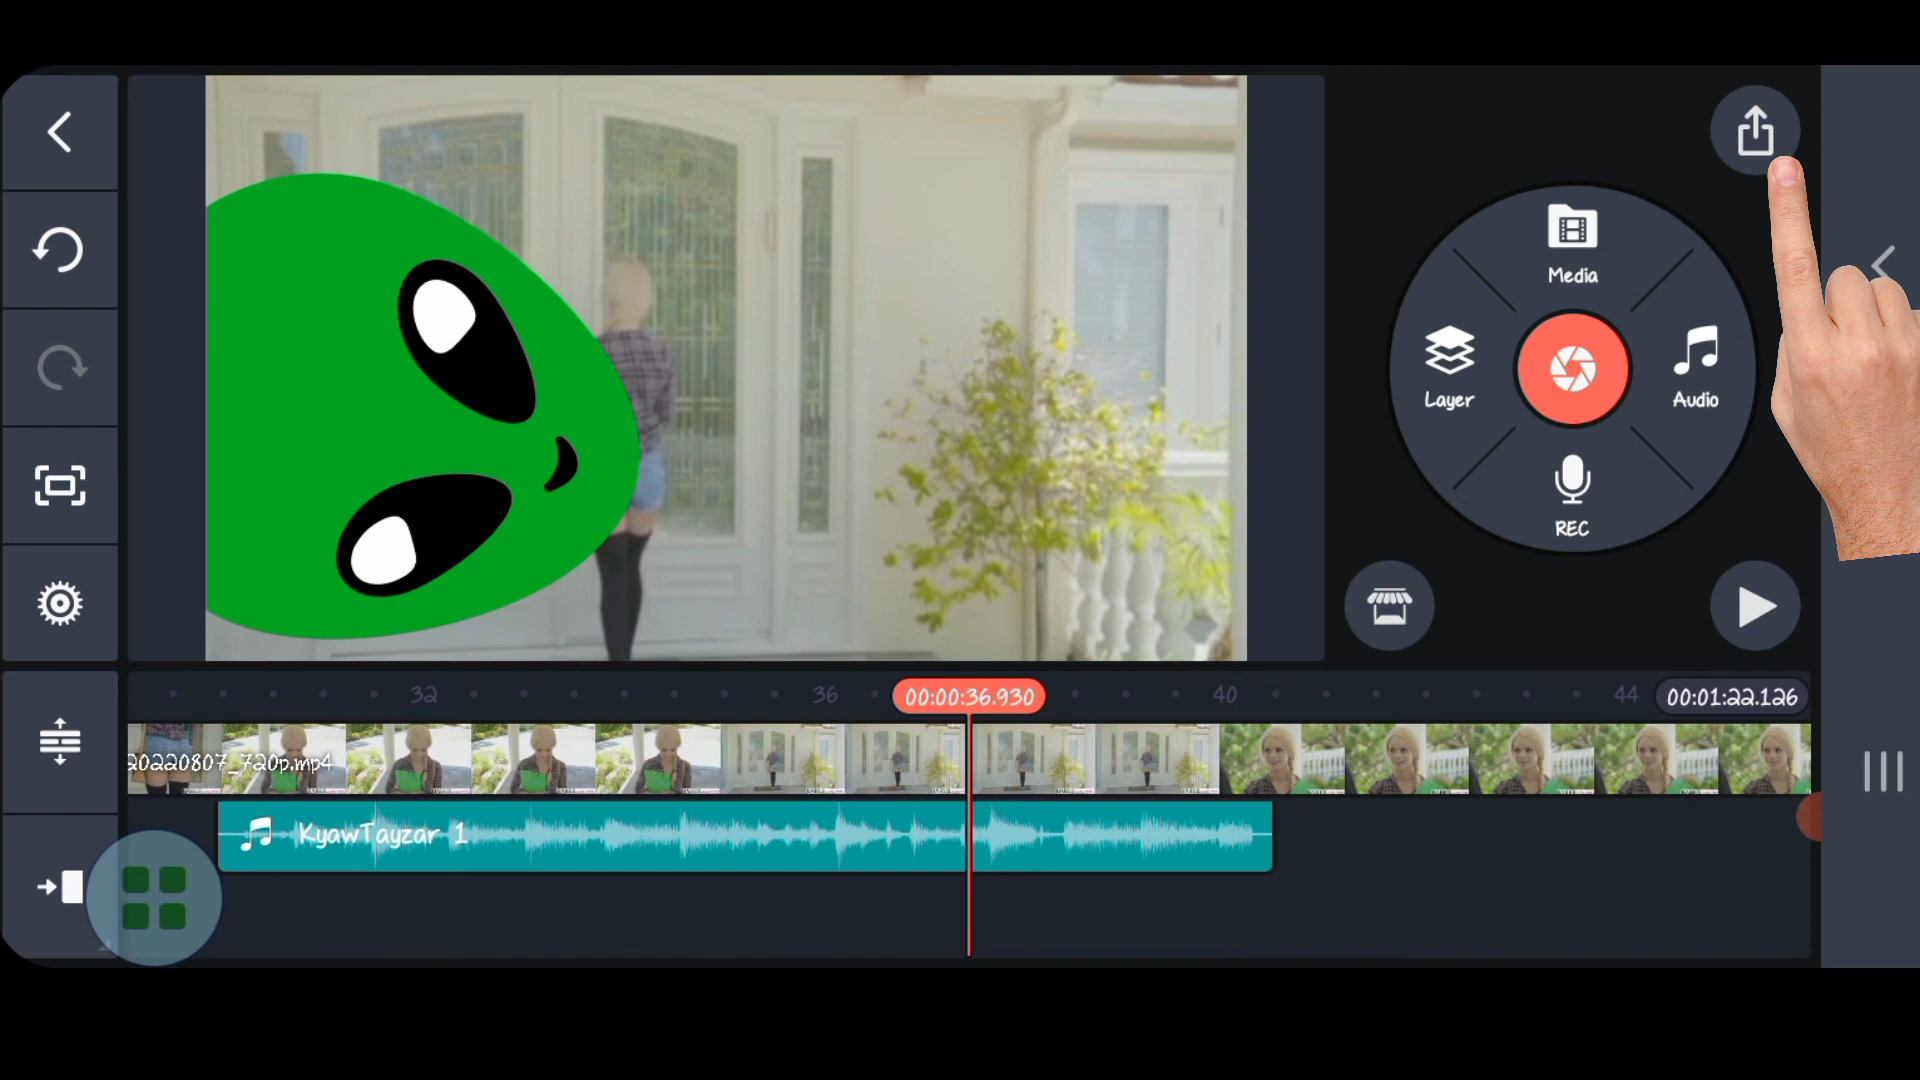 Media
Layer
Audio
REC
32
36
00:00:36.930
40
44
00:01:22.126
20220807_720p.mp4
KyawTayzar 1